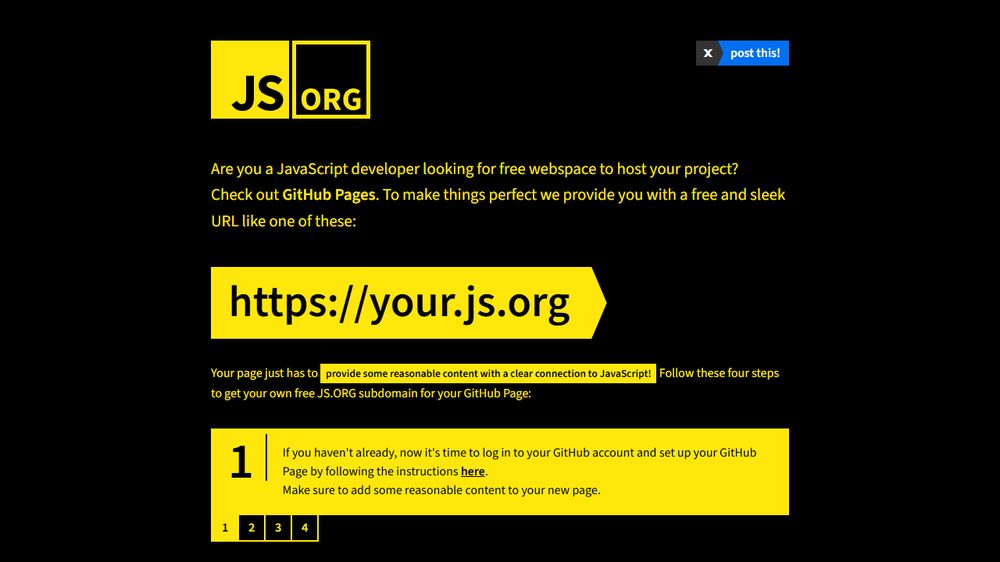 JS ORG
X post this!
Are you a JavaScript developer looking for free webspace to host your project?
Check out GitHub Pages. To make things perfect we provide you with a free and sleek
URL like one of these:
https://your.js.org
Your page just has to provide some reasonable content with a clear connection to JavaScript! Follow these four steps
to get your own free JS.ORG subdomain for your GitHub Page:
1
If you haven't already, now it's time to log in to your GitHub account and set up your GitHub
Page by following the instructions here.
Make sure to add some reasonable content to your new page.
1 2 3 4